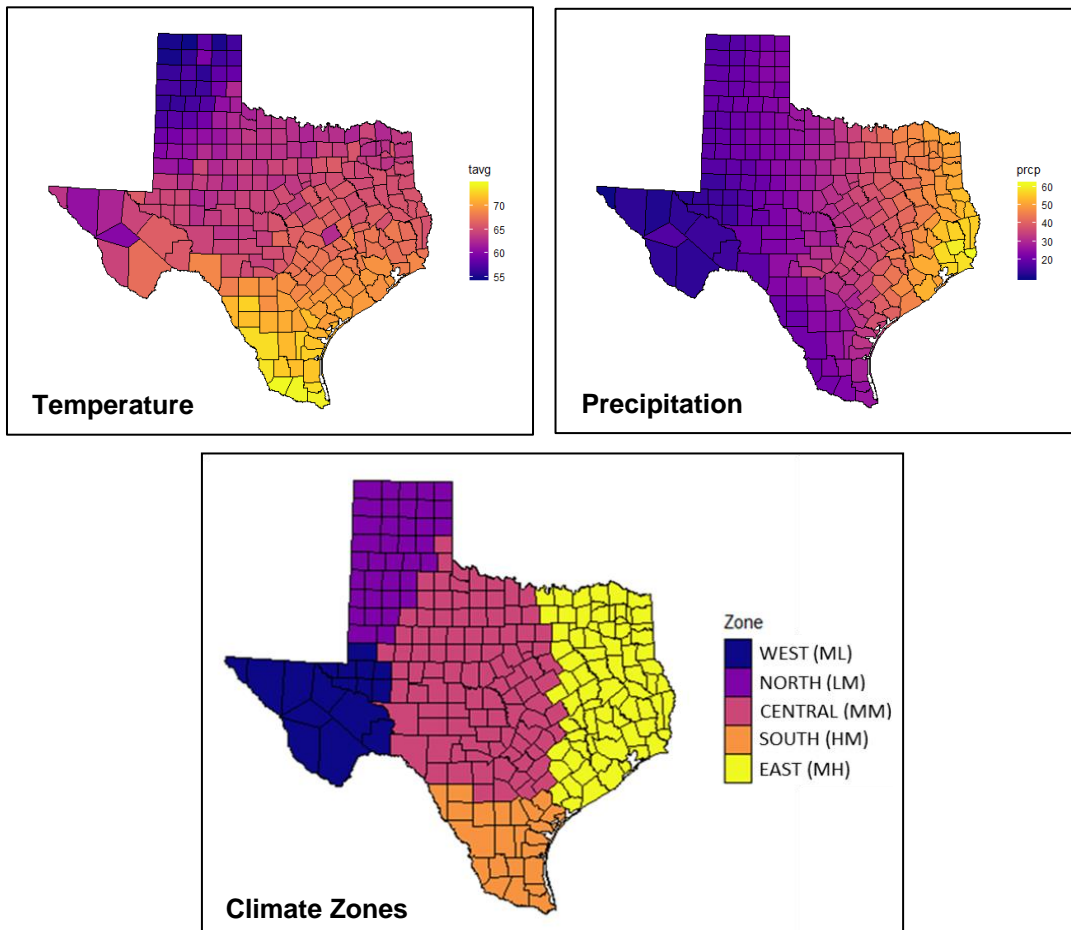 tavg
70
65
60
55
Temperature
prcp
60
50
40
30
20
Precipitation
Zone
WEST (ML)
NORTH (LM)
CENTRAL (MM)
SOUTH (HM)
EAST (MH)
Climate Zones